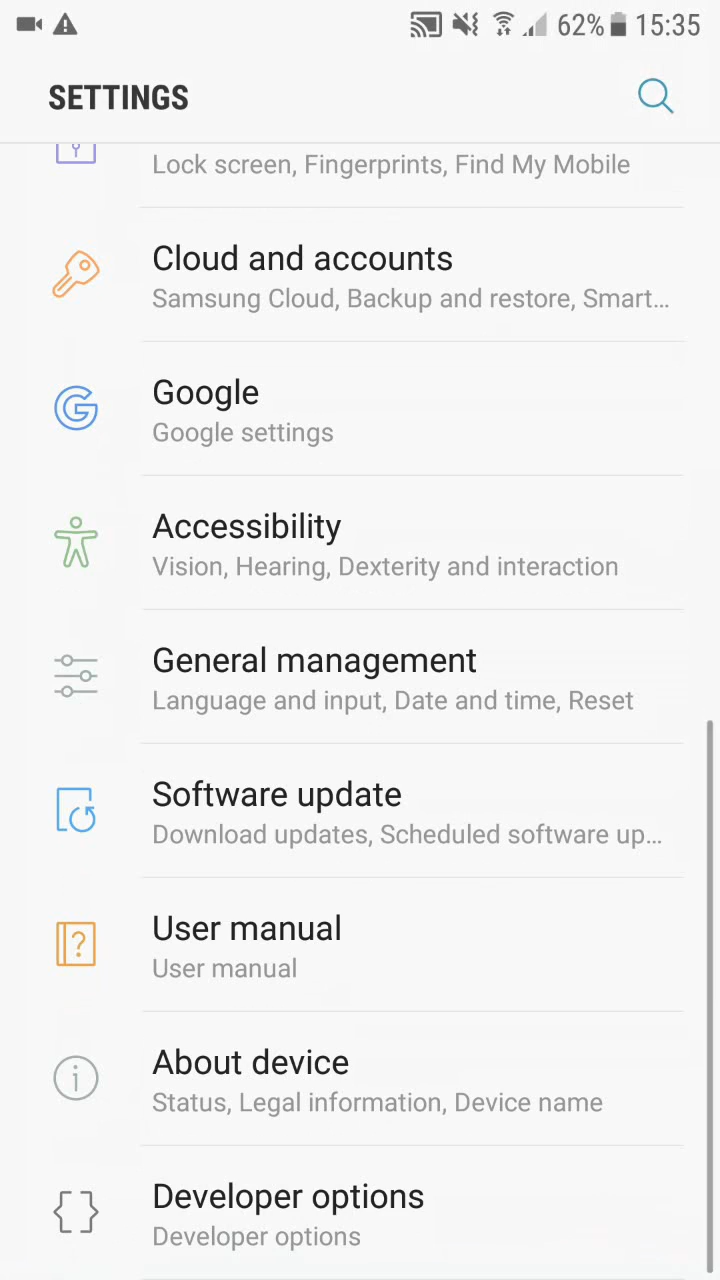 62% 15:35
SETTINGS
Lock screen, Fingerprints, Find My Mobile
Cloud and accounts
Samsung Cloud, Backup and restore, Smart...
Google
Google settings
Accessibility
Vision, Hearing, Dexterity and interaction
General management
Language and input, Date and time, Reset
Software update
Download updates, Scheduled software up...
User manual
User manual
About device
Status, Legal information, Device name
Developer options
Developer options